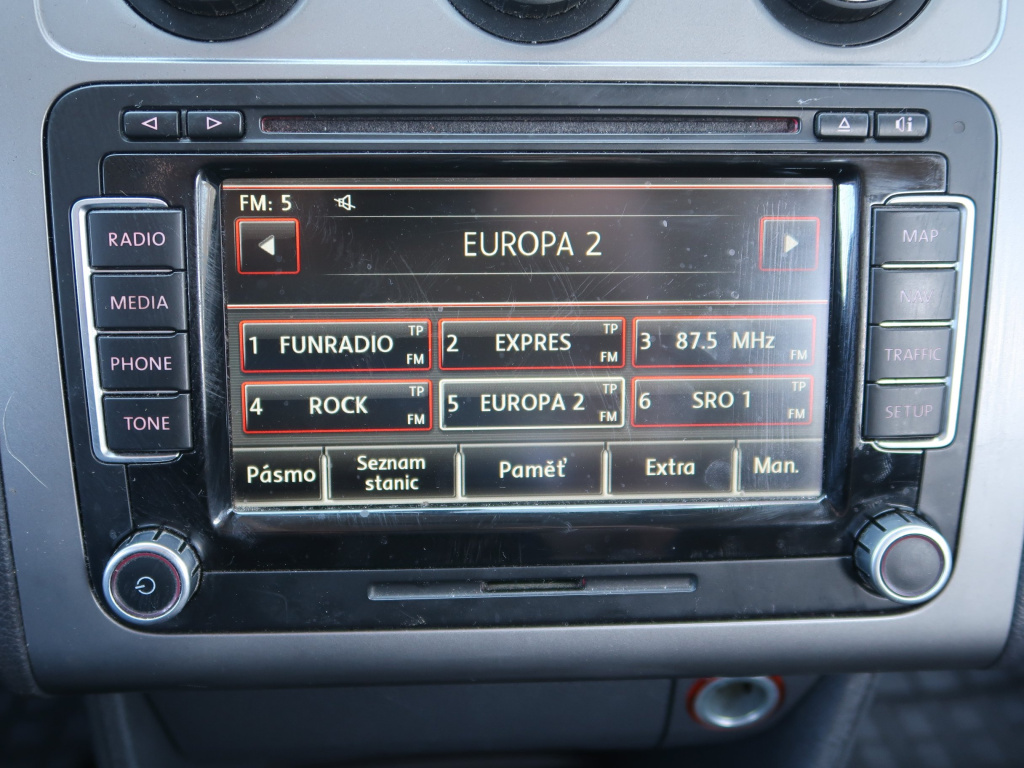 FM: 5
EUROPA 2
RADIO
MEDIA
PHONE
TONE
MAP
NAV
TRAFFIC
SETUP
1 FUNRADIO TP FM
2 EXPRES TP FM
3 87.5 MHz FM
4 ROCK TP FM
5 EUROPA 2 TP FM
6 SRO 1 TP FM
Pásmo
Seznam
stanic
Paměť
Extra
Man.